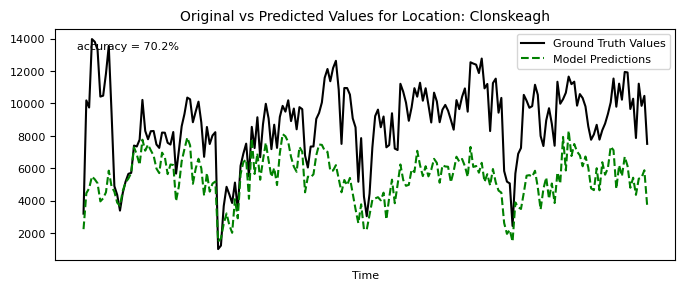 Original vs Predicted Values for Location: Clonskeagh
accuracy = 70.2%
Ground Truth Values
Model Predictions
14000
12000
10000
8000
6000
4000
2000
Time